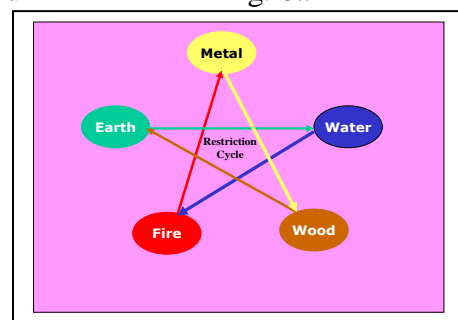 Metal
Earth
Water
Restriction
Cycle
Fire
Wood